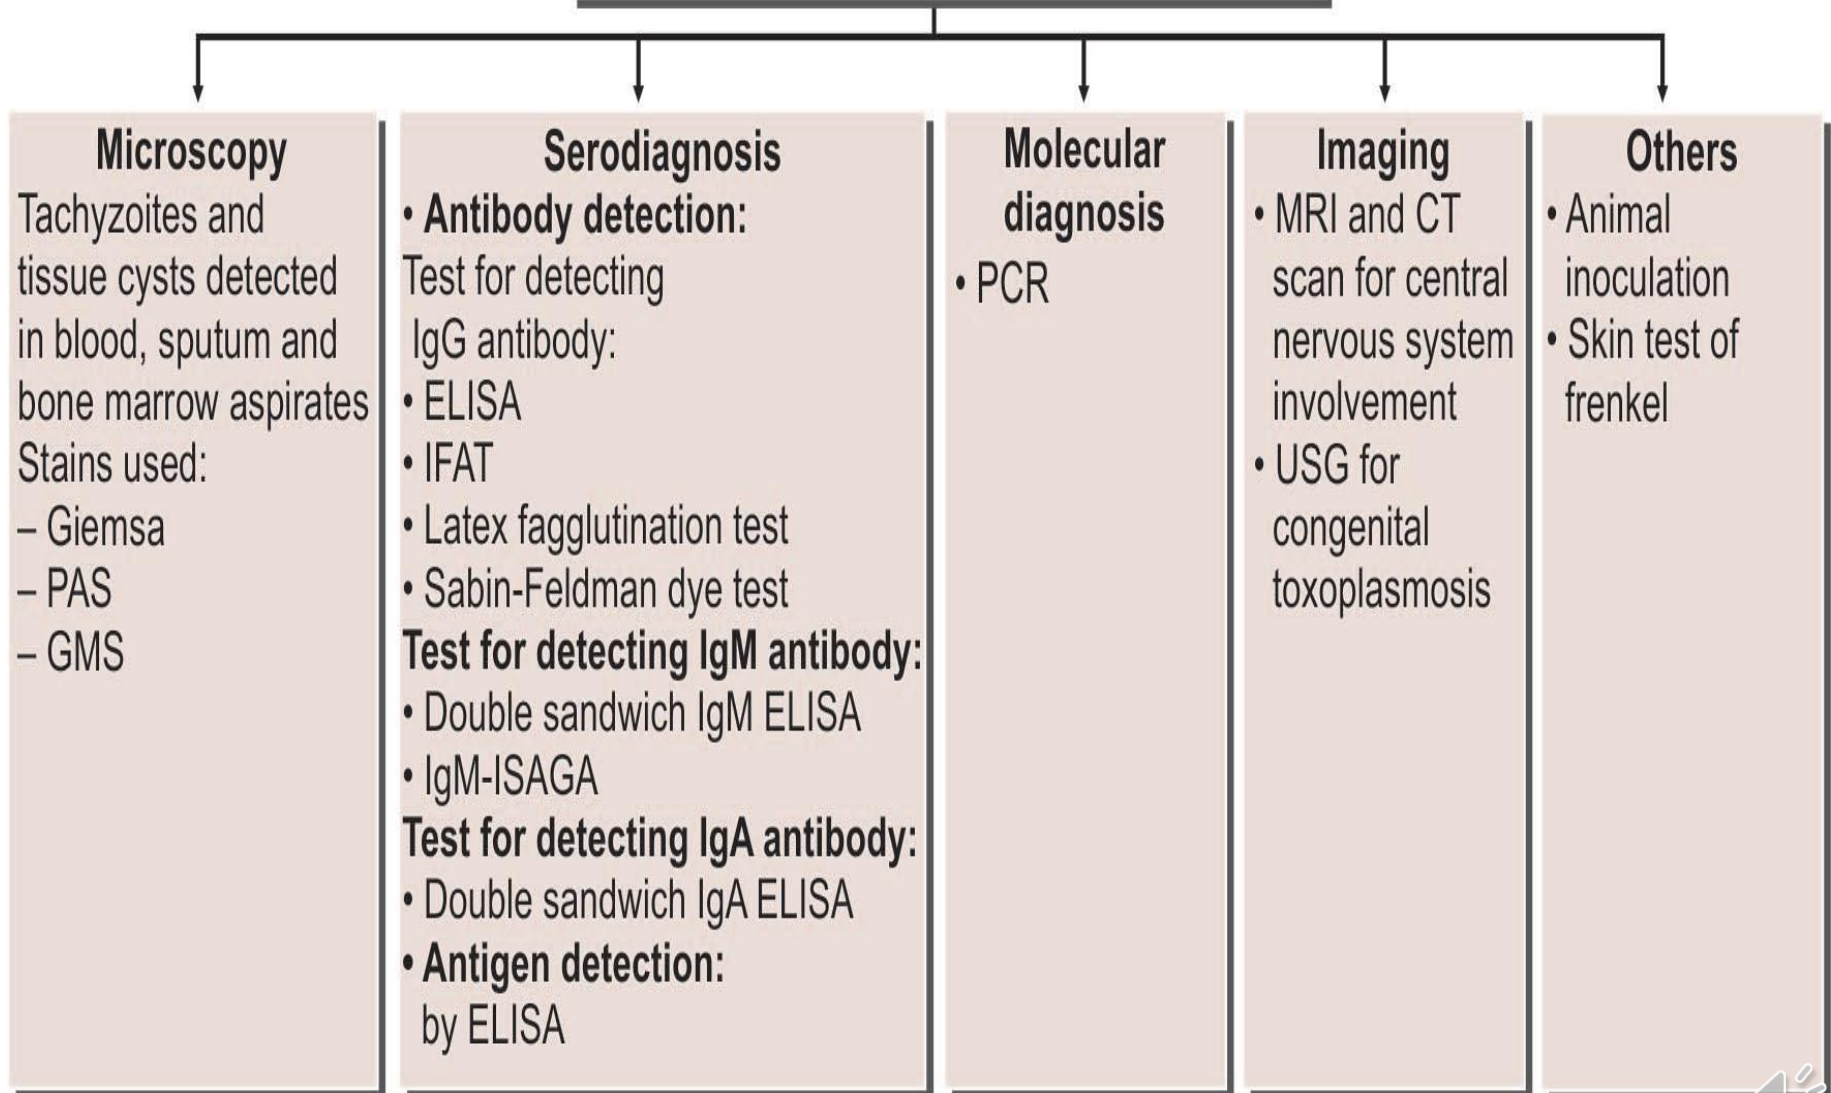 Microscopy
Tachyzoites and
tissue cysts detected
in blood, sputum and
bone marrow aspirates
Stains used:
– Giemsa
– PAS
– GMS
Serodiagnosis
• Antibody detection:
Test for detecting
IgG antibody:
• ELISA
• IFAT
• Latex fagglutination test
• Sabin-Feldman dye test
Test for detecting IgM antibody:
• Double sandwich IgM ELISA
• IgM-ISAGA
Test for detecting IgA antibody:
• Double sandwich IgA ELISA
• Antigen detection:
by ELISA
Molecular
diagnosis
• PCR
Imaging
• MRI and CT
scan for central
nervous system
involvement
• USG for
congenital
toxoplasmosis
Others
• Animal
inoculation
• Skin test of
frenkel